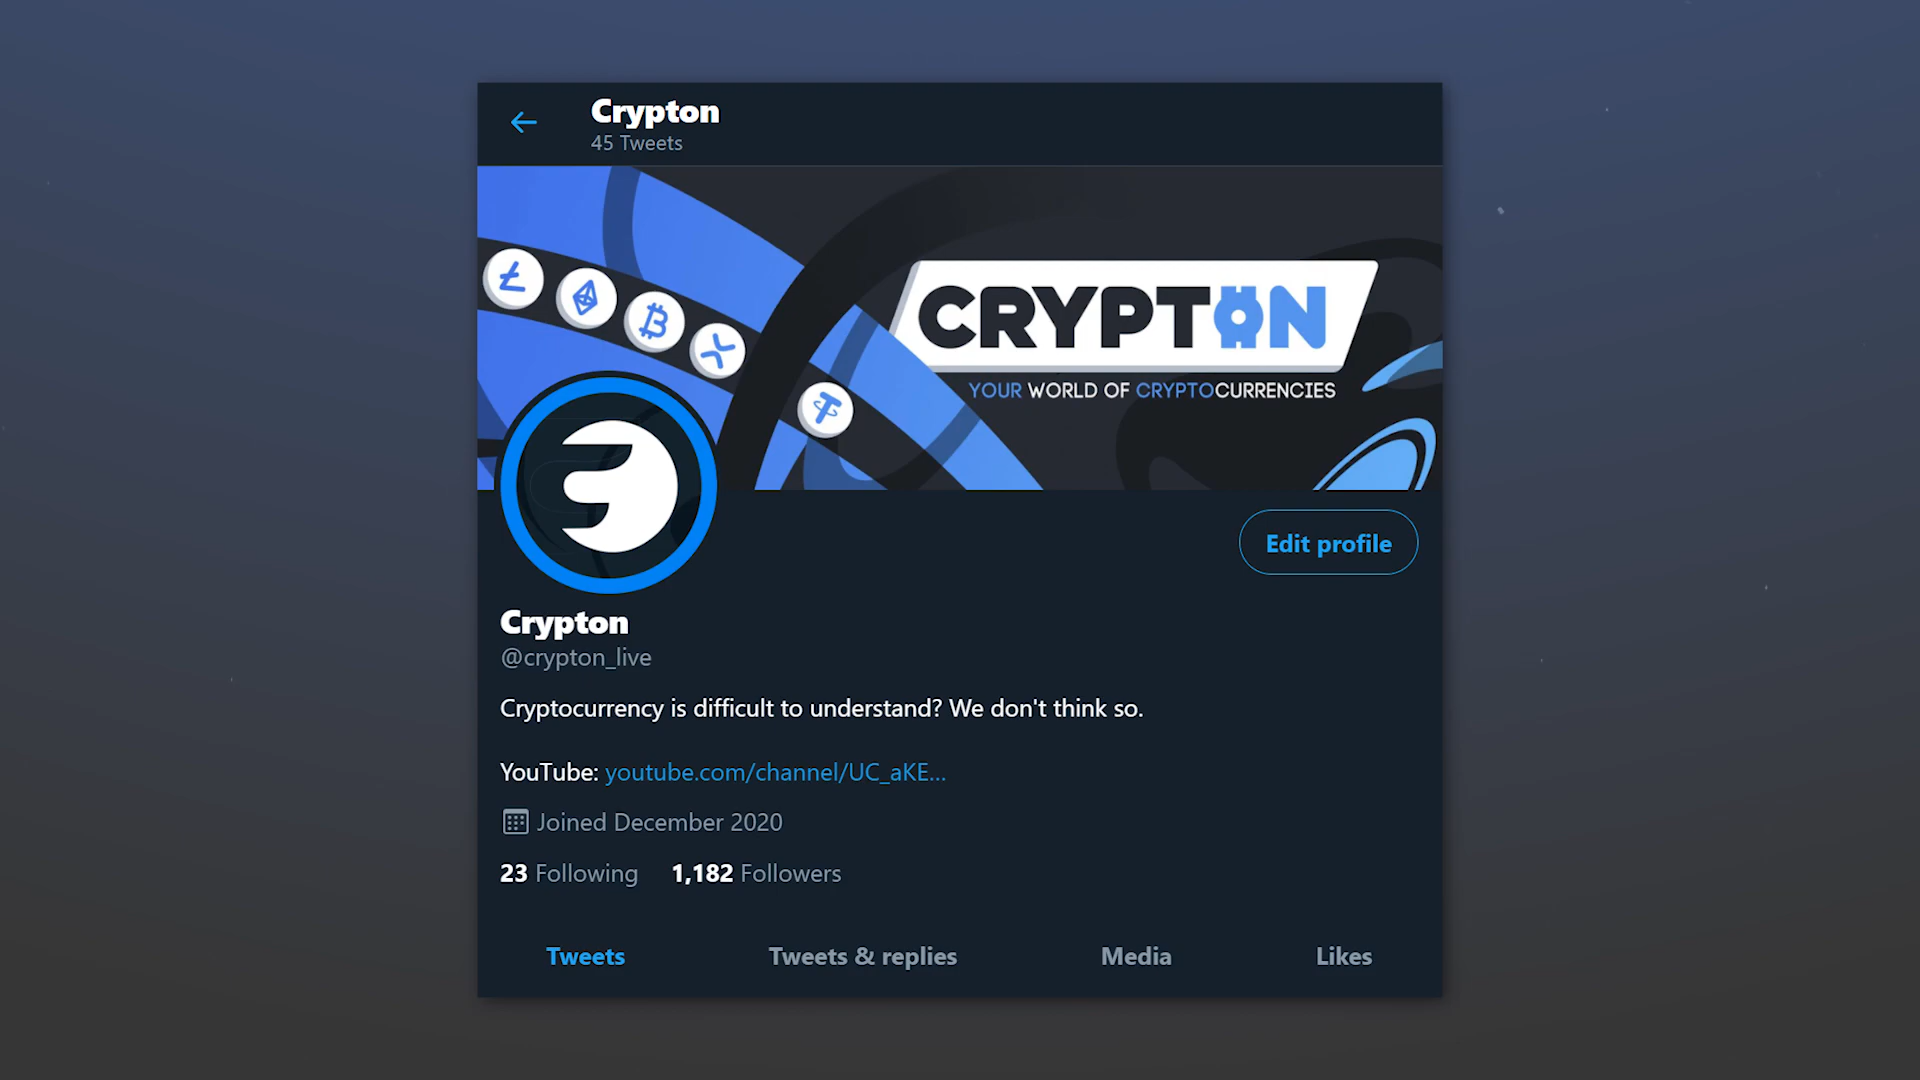 Crypton
45 Tweets
CRYPTON
YOUR WORLD OF CRYPTOCURRENCIES
Edit profile
Crypton
@crypton_live
Cryptocurrency is difficult to understand? We don't think so.
YouTube: youtube.com/channel/UC_aKE...
Joined December 2020
23 Following 1,182 Followers
Tweets Tweets & replies Media Likes